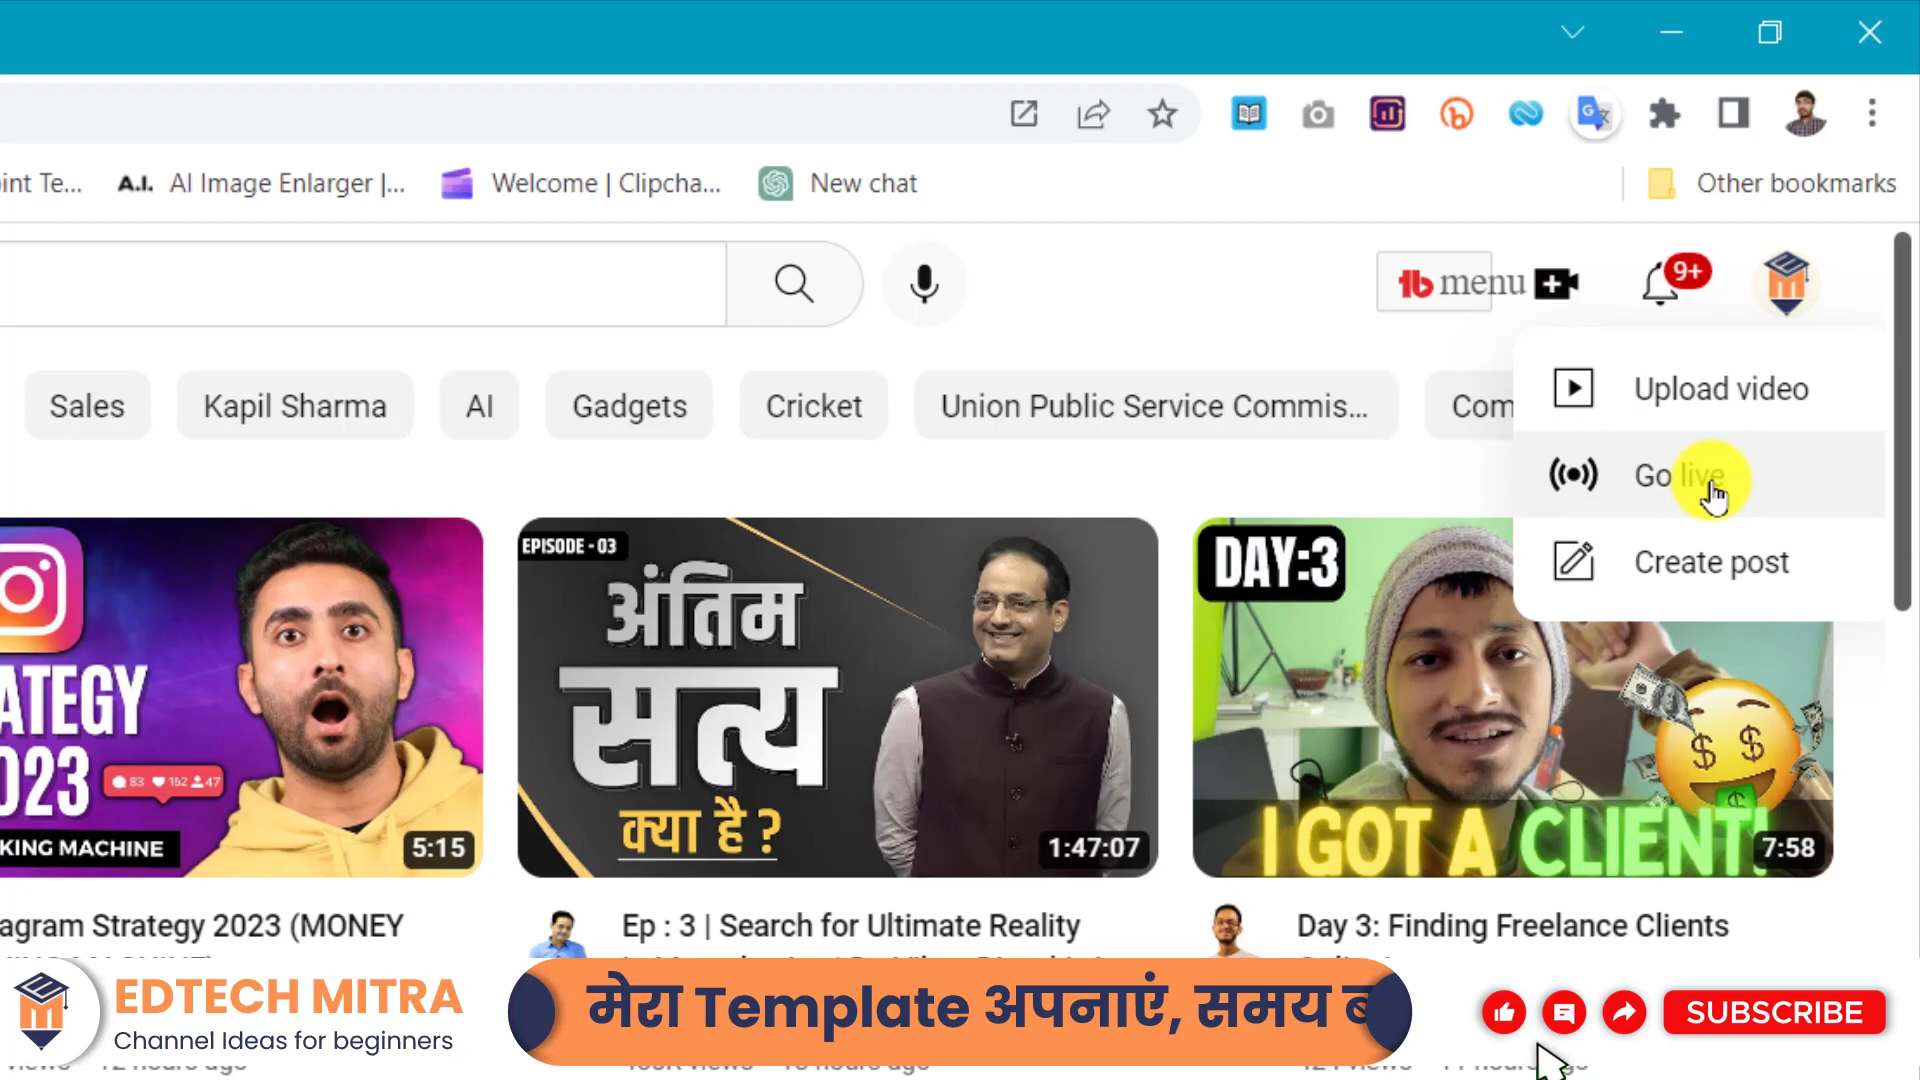 int Te...
A.I. AI Image Enlarger |...
Welcome | Clipcha...
New chat
Other bookmarks
menu
9+
Sales
Kapil Sharma
AI
Gadgets
Cricket
Union Public Service Commis...
Com
Upload video
Go live
Create post
ATEGY
023
83 162 47
KING MACHINE
5:15
EPISODE - 03
अंतिम
सत्य
क्या है ?
1:47:07
DAY:3
I GOT A CLIENT!
7:58
agram Strategy 2023 (MONEY
Ep : 3 | Search for Ultimate Reality
Day 3: Finding Freelance Clients
EDTECH MITRA
Channel Ideas for beginners
मेरा Template अपनाएं, समय ब
SUBSCRIBE